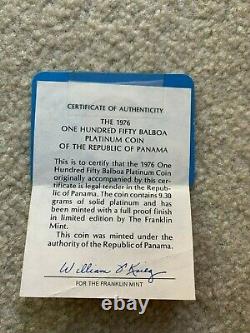 CERTIFICATE OF AUTHENTICITY
THE 1976
ONE HUNDRED FIFTY BALBOA
PLATINUM COIN
OF THE REPUBLIC OF PANAMA
This is to certify that the 1976 One
Hundred Fifty Balboa Platinum Coin
originally accompanied by this cer-
tificate is legal tender in the Repub-
lic of Panama. The coin contains 9.30
grams of solid platinum and has
been minted with a full proof finish
in limited edition by The Franklin
Mint.
This coin was minted under the
authority of the Republic of Panama.
William
FOR THE FRANKLIN MINT